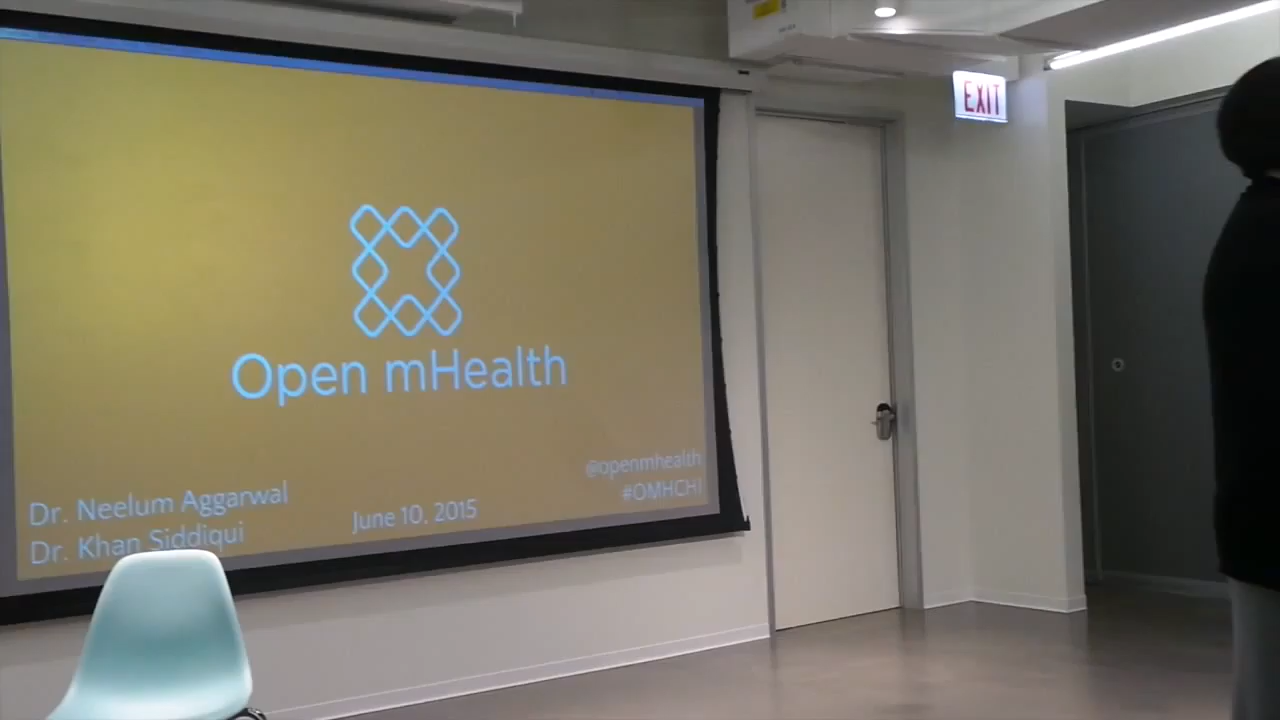 EXIT
Open mHealth
@openmhealth
#OMHCHI
Dr. Neelum Aggarwal
Dr. Khan Siddiqui
June 10, 2015